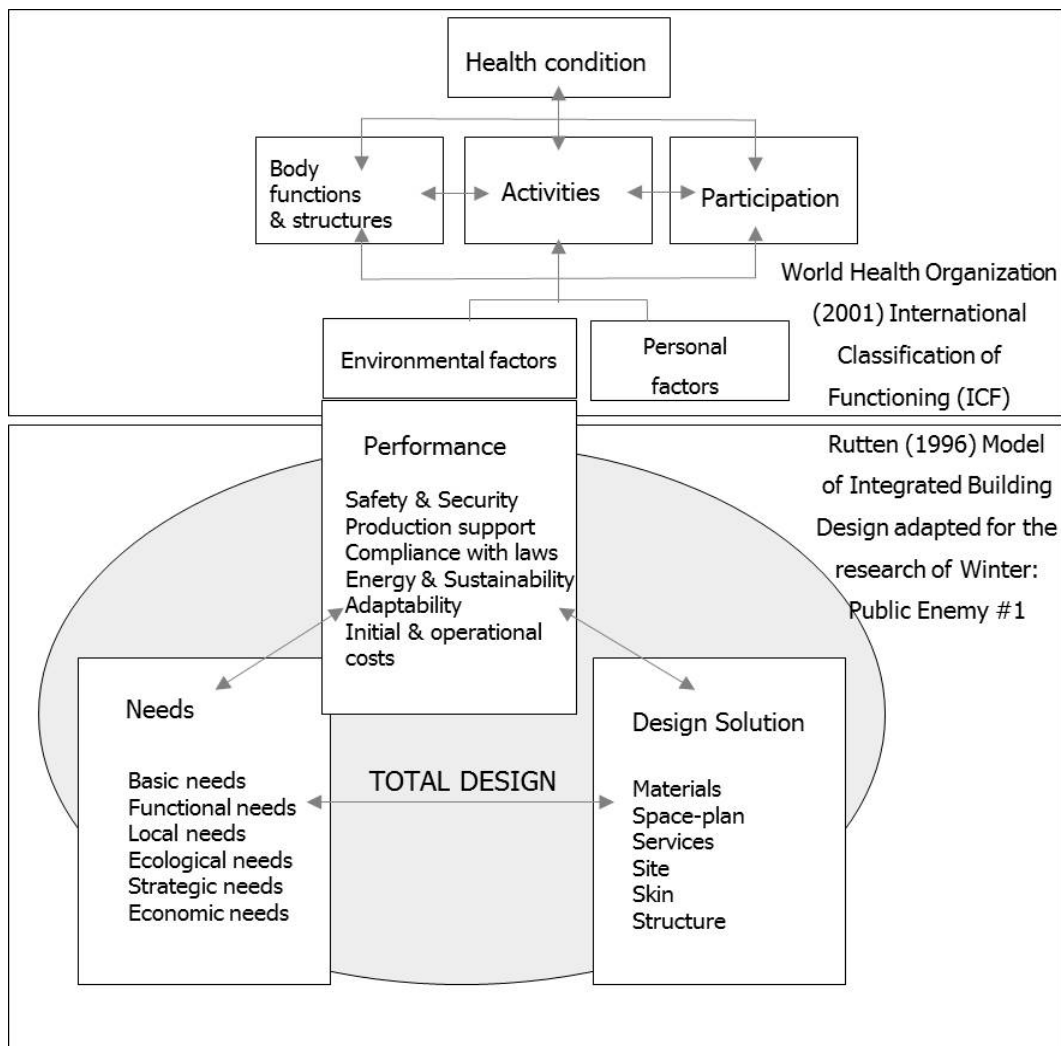 Health condition
Body
functions
& structures
Activities
Participation
World Health Organization
(2001) International
Classification of
Functioning (ICF)
Environmental factors
Personal
factors
Rutten (1996) Model
of Integrated Building
Design adapted for the
research of Winter:
Public Enemy #1
Performance
Safety & Security
Production support
Compliance with laws
Energy & Sustainability
Adaptability
Initial & operational
costs
Needs
Basic needs
Functional needs
Local needs
Ecological needs
Strategic needs
Economic needs
TOTAL DESIGN
Design Solution
Materials
Space-plan
Services
Site
Skin
Structure